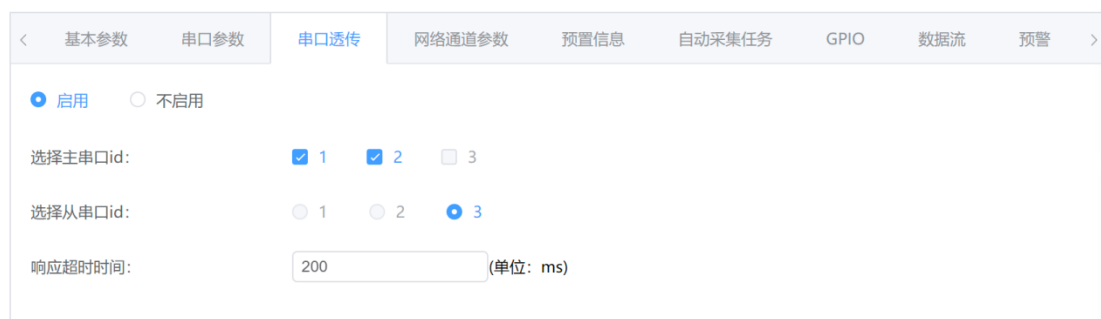 基本参数 串口参数 串口透传 网络通道参数 预置信息 自动采集任务 GPIO 数据流 预警
启用 不启用
选择主串口id： 1 2 3
选择从串口id： 1 2 3
响应超时时间： 200 (单位：ms)